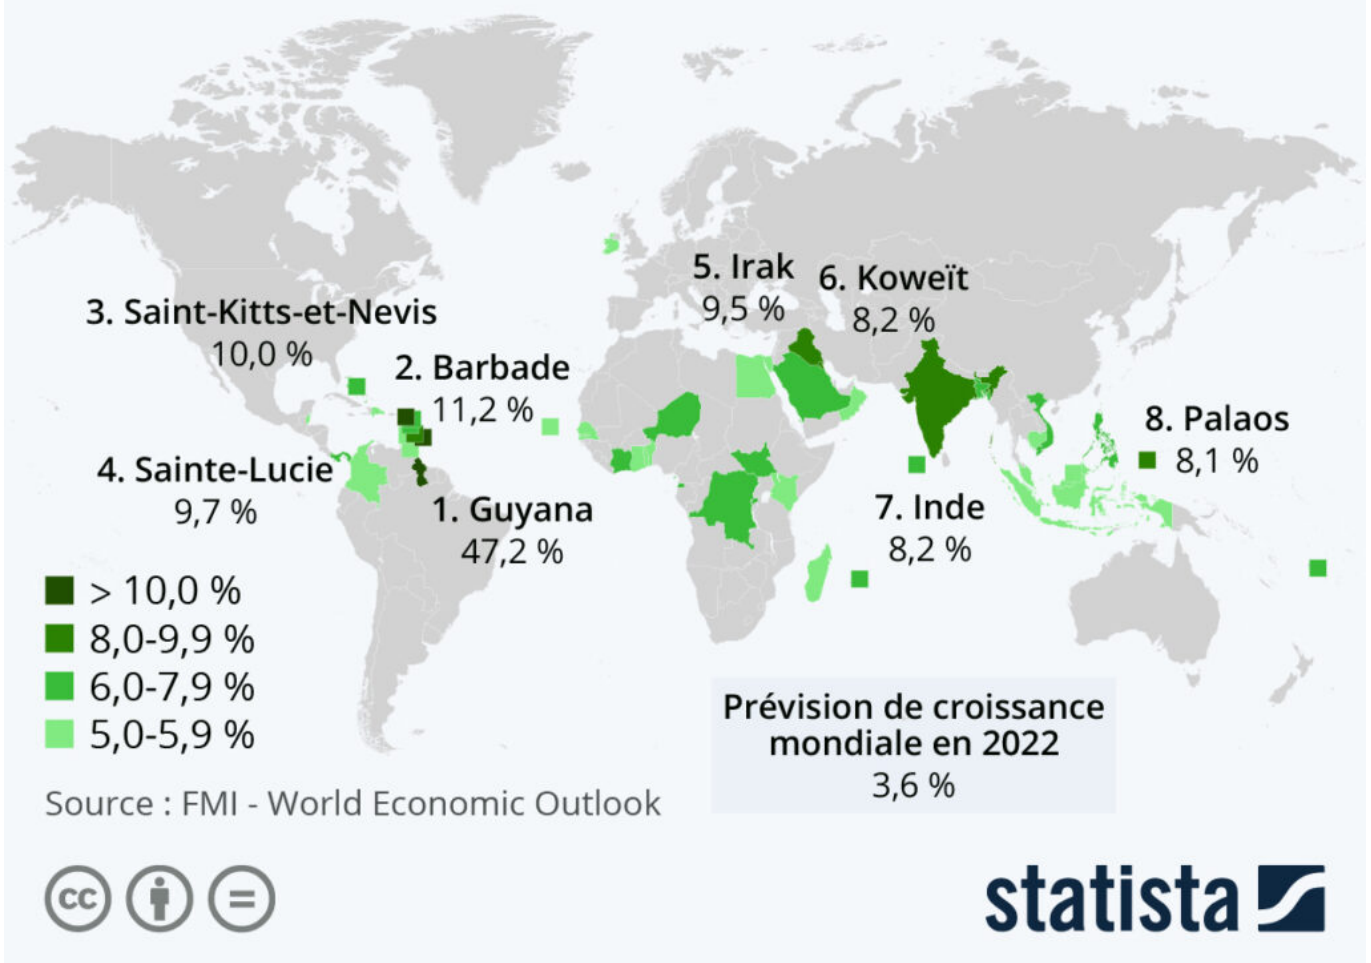 3. Saint-Kitts-et-Nevis
10,0 %
2. Barbade
11,2 %
4. Sainte-Lucie
9,7 %
1. Guyana
47,2 %
5. Irak
9,5 %
6. Koweït
8,2 %
7. Inde
8,2 %
8. Palaos
8,1 %
> 10,0 %
8,0-9,9 %
6,0-7,9 %
5,0-5,9 %
Prévision de croissance
mondiale en 2022
3,6 %
Source : FMI - World Economic Outlook
cc
=
statista